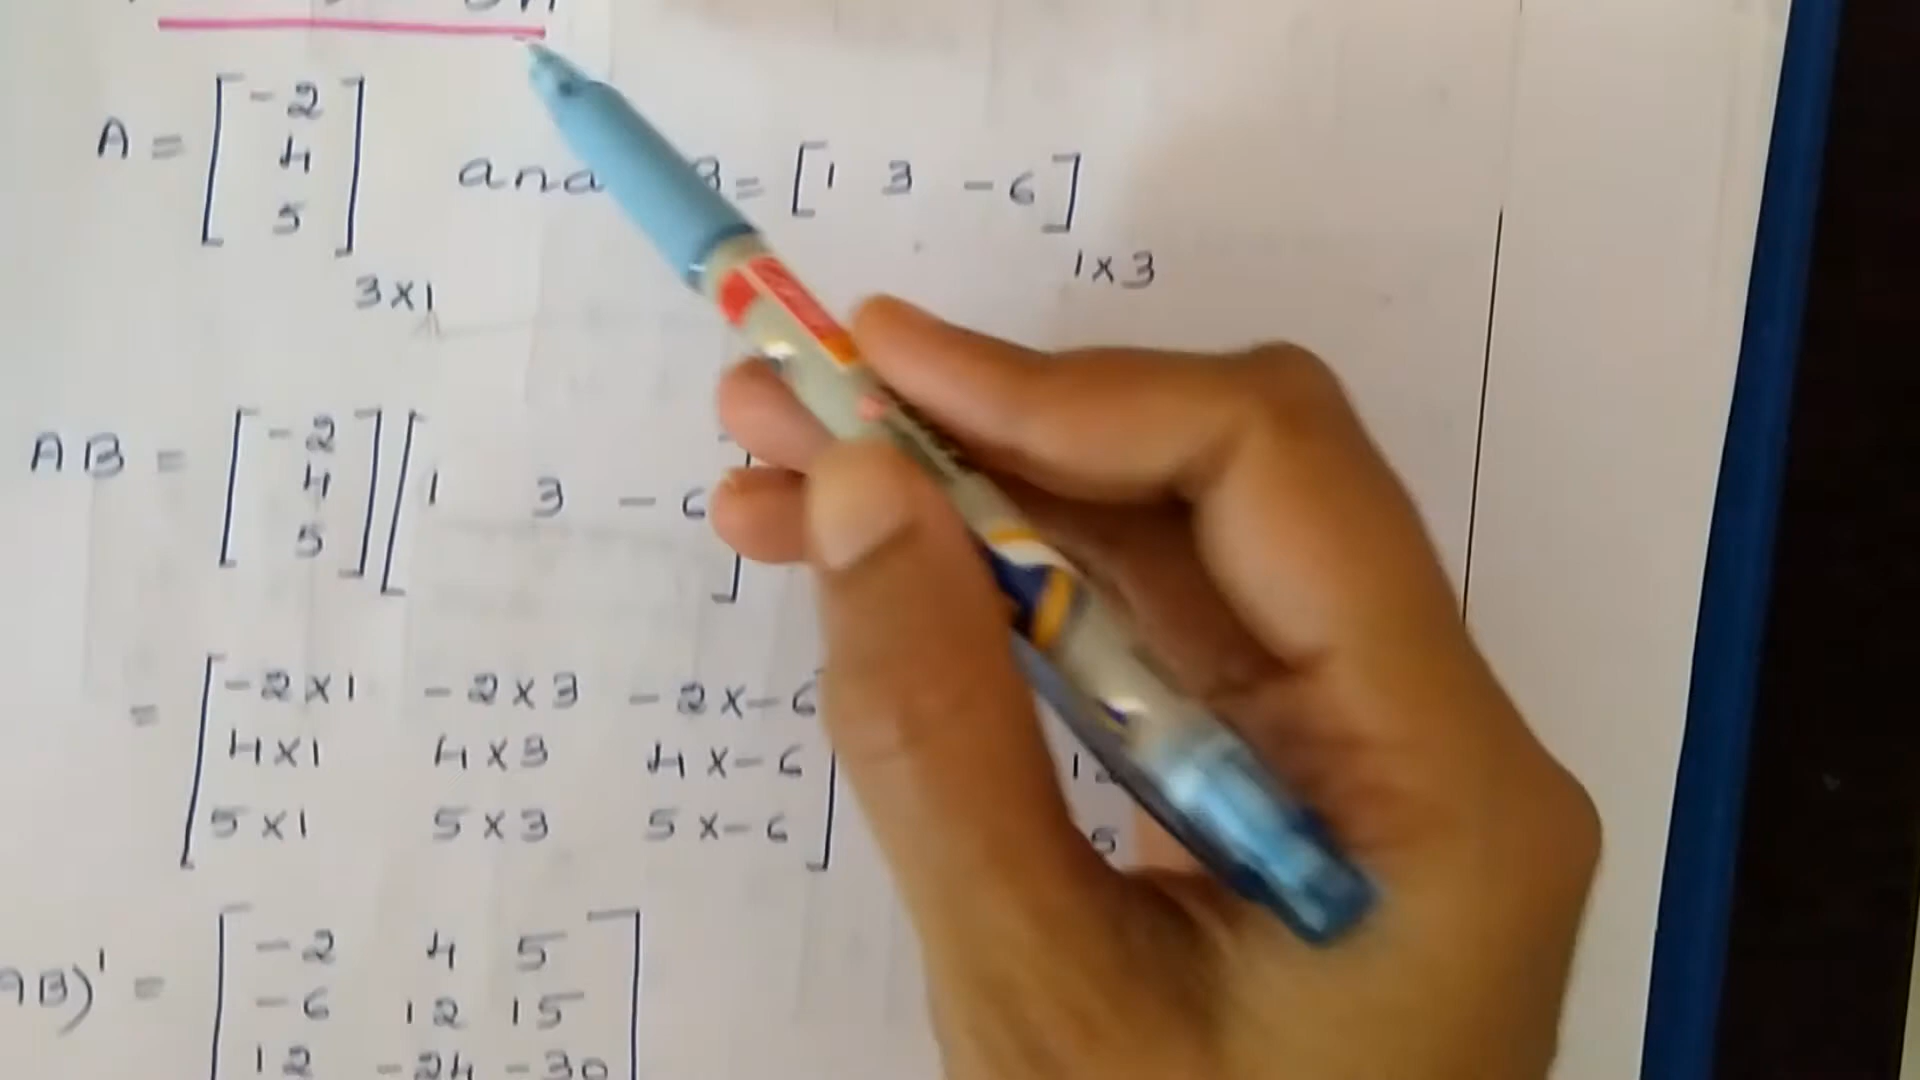 A = [-2 4 5] 3x1 and B = [1 3 -6] 1x3
AB = [-2 4 5] [1 3 -6]
= [-2x1 -2x3 -2x-6
4x1 4x3 4x-6
5x1 5x3 5x-6]
AB)' = [-2 4 5
-6 12 15
12 -24 -30]